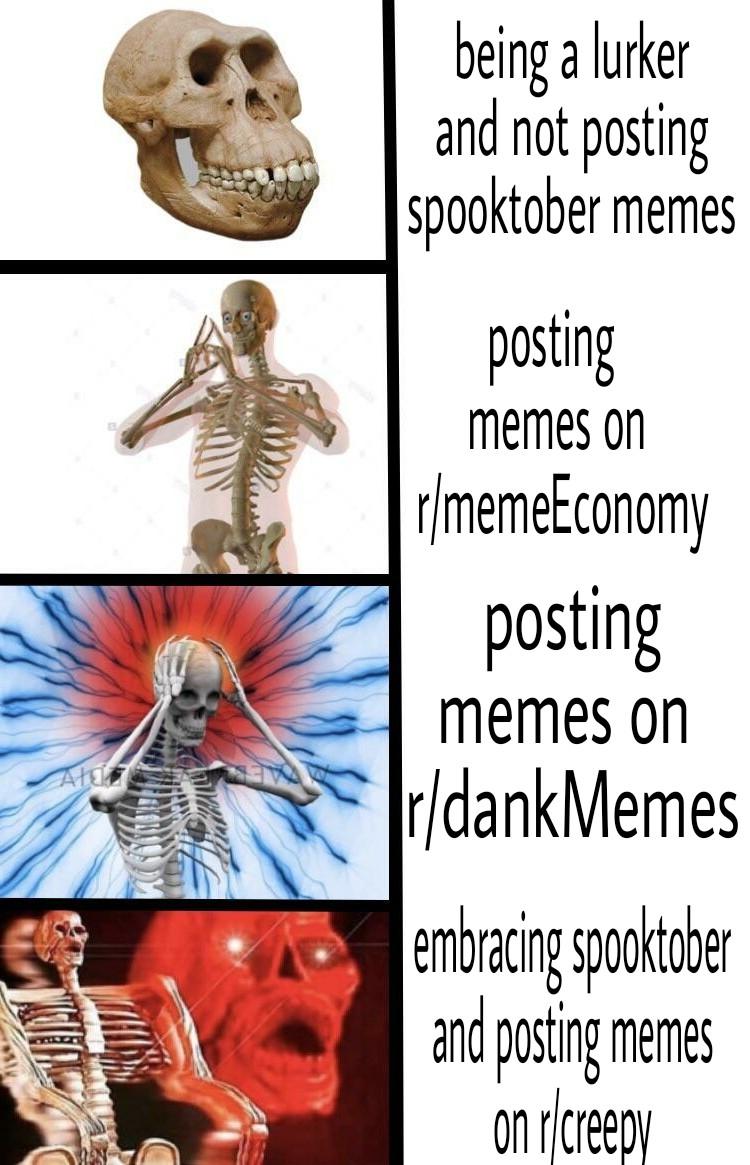 being a lurker
and not posting
spooktober memes
posting
memes on
r/memeEconomy
posting
memes on
r/dankMemes
embracing spooktober
and posting memes
on r/creepy